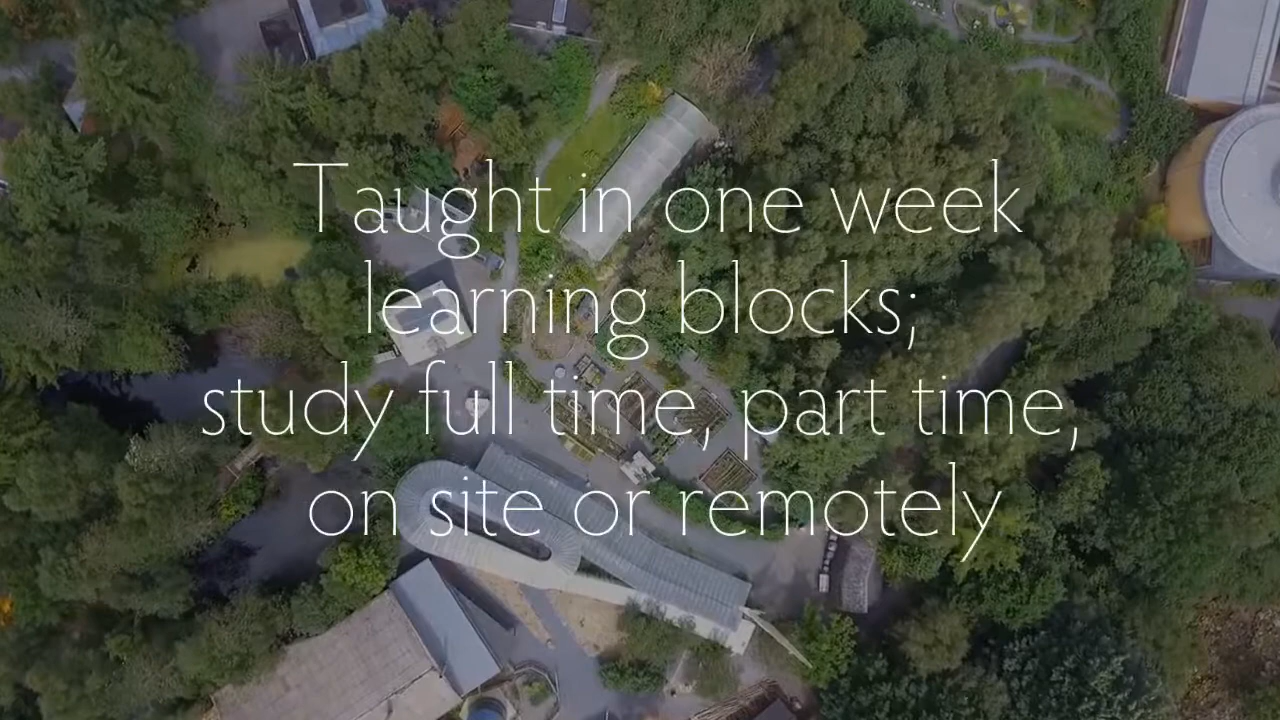 Taught in one week
learning blocks;
study full time, part time,
on site or remotely